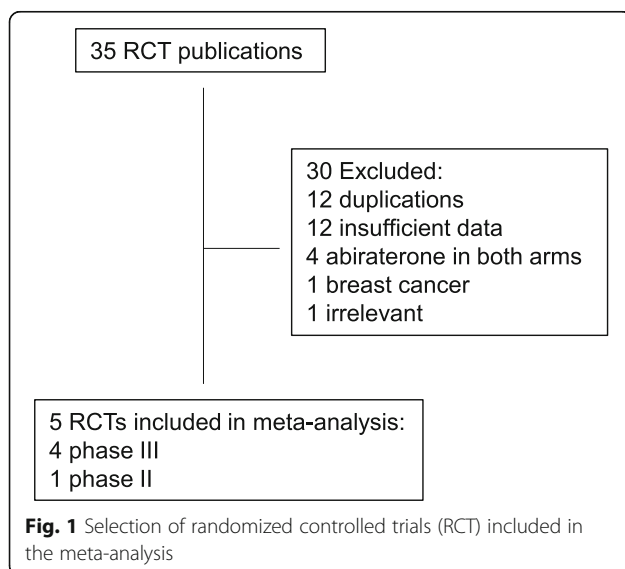 35 RCT publications
30 Excluded:
12 duplications
12 insufficient data
4 abiraterone in both arms
1 breast cancer
1 irrelevant
5 RCTs included in meta-analysis:
4 phase III
1 phase II
Fig. 1 Selection of randomized controlled trials (RCT) included in
the meta-analysis